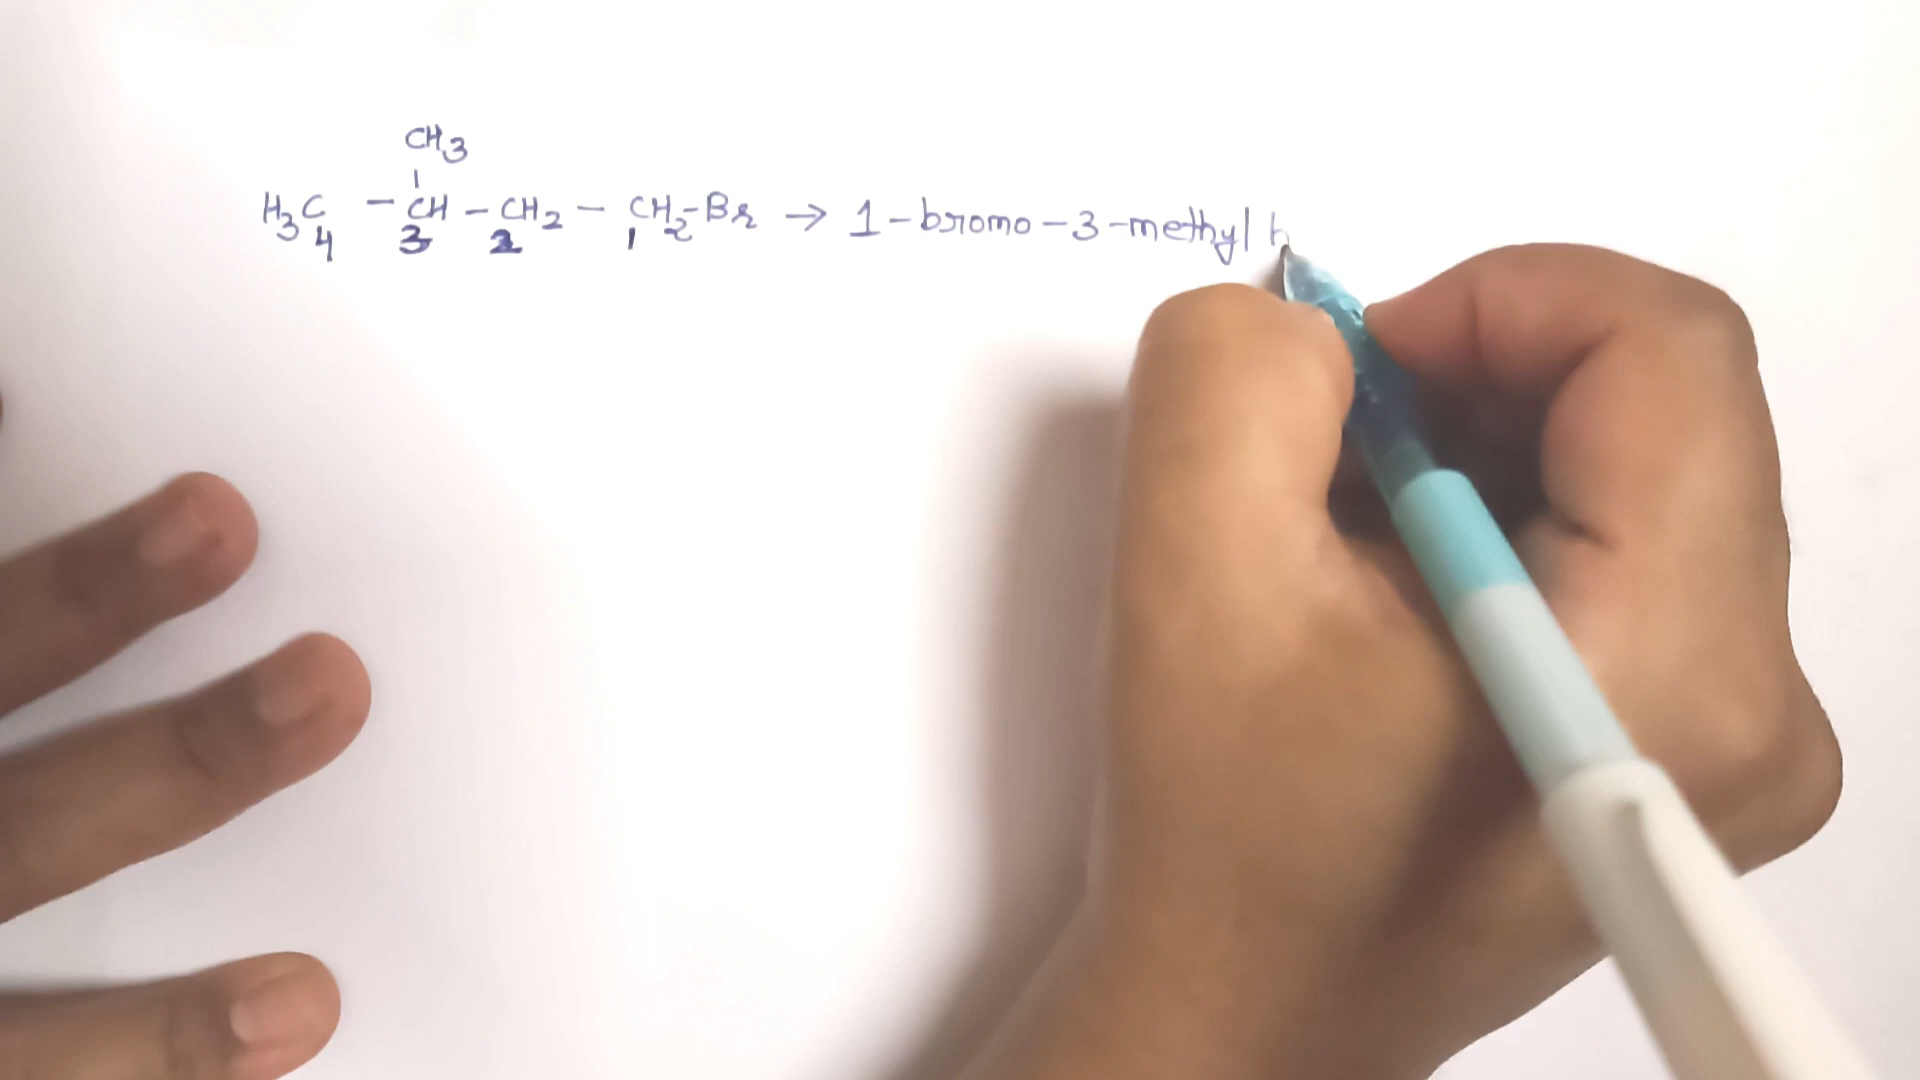 CH3
H3C - CH - CH2 - CH2-Br → 1-bromo-3-methyl
4 3 2 1